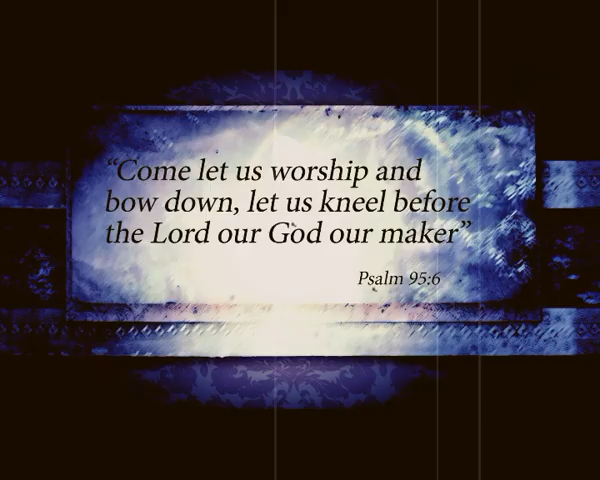 “Come let us worship and
bow down, let us kneel before
the Lord our God our maker”
Psalm 95:6